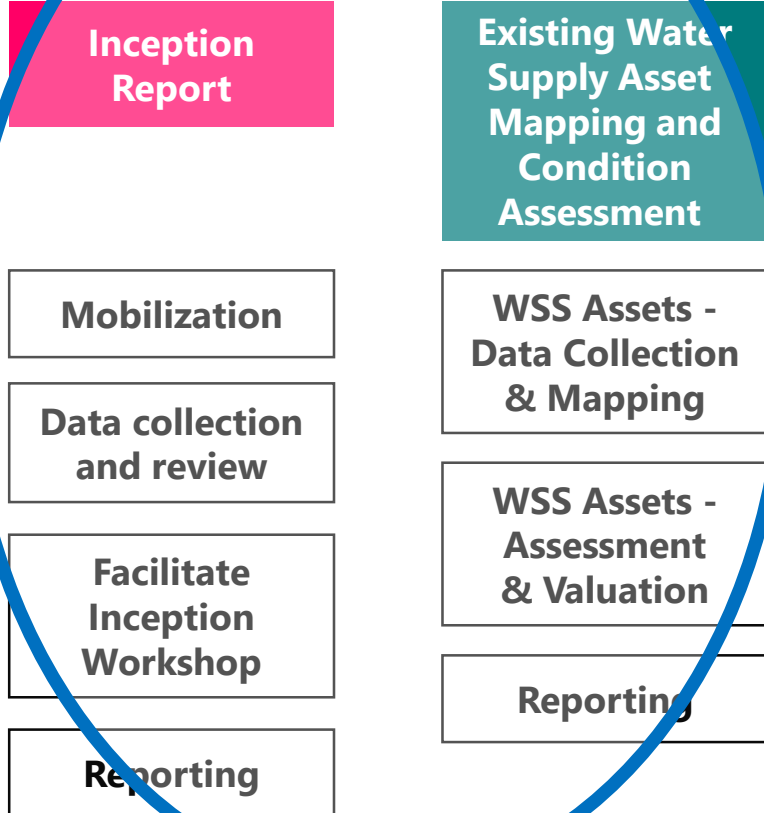 Inception
Report
Mobilization
Data collection
and review
Facilitate
Inception
Workshop
Reporting
Existing Water
Supply Asset
Mapping and
Condition
Assessment
WSS Assets -
Data Collection
& Mapping
WSS Assets -
Assessment
& Valuation
Reporting